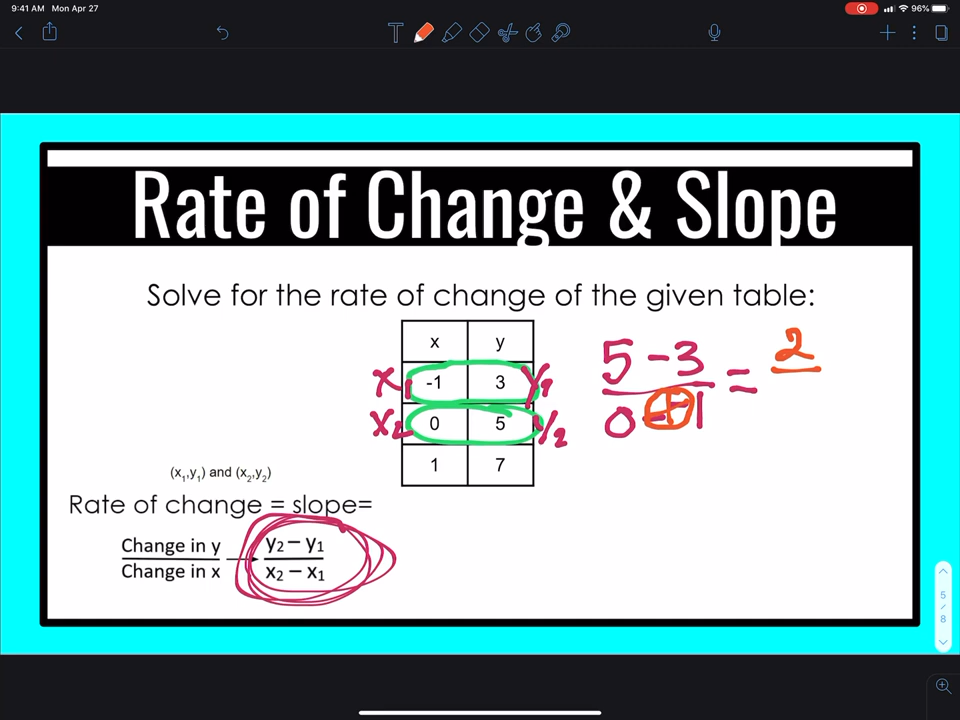 9:41 AM Mon Apr 27
96%
T
Rate of Change & Slope
Solve for the rate of change of the given table:
x y
x₁ -1 3 y₁
x₂ 0 5 y₂
1 7
5 - 3 = 2
0 + 1
(x₁,y₁) and (x₂,y₂)
Rate of change = slope=
Change in y → y₂ − y₁
Change in x x₂ − x₁
5
/
8